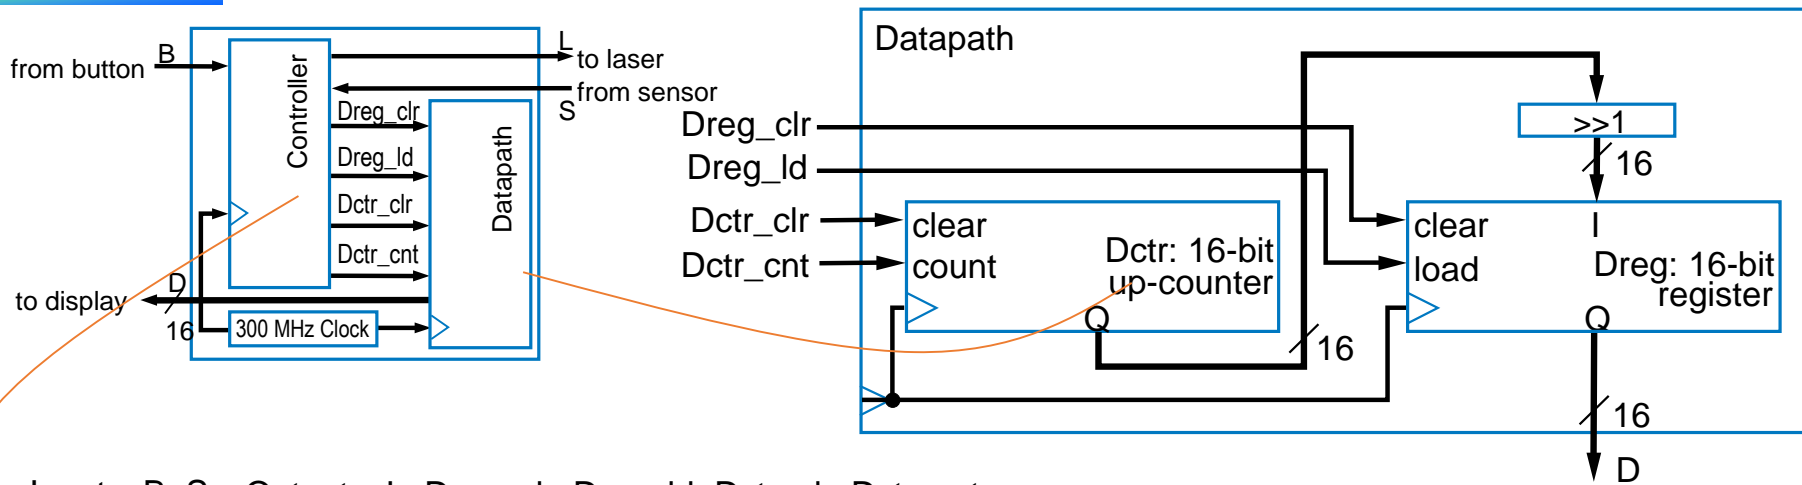 from button
B
Controller
L
to laser
from sensor
S
Dreg_clr
Dreg_ld
Dctr_clr
Dctr_cnt
Datapath
to display
D
16
300 MHz Clock
Datapath
Dreg_clr
Dreg_ld
Dctr_clr
Dctr_cnt
clear
count
Dctr: 16-bit
up-counter
Q
16
>>1
16
clear
I
load
Dreg: 16-bit
register
Q
16
D